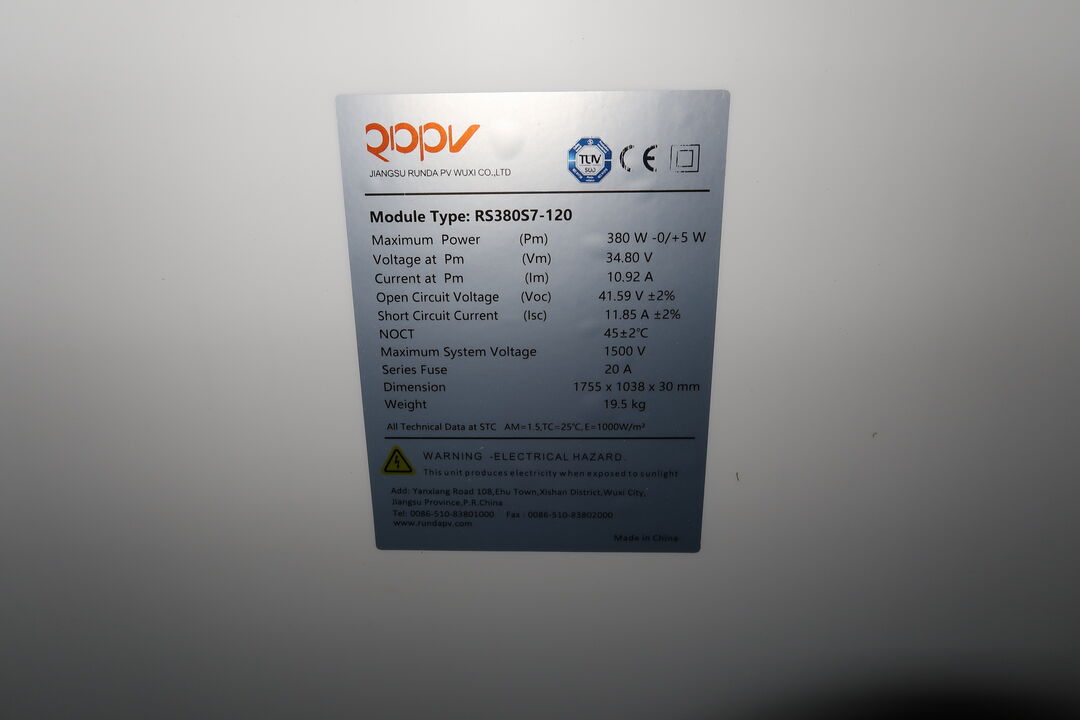 RDPV
JIANGSU RUNDA PV WUXI CO.,LTD
TÜV
SÜD
CE
Module Type: RS380S7-120
Maximum Power (Pm) 380 W -0/+5 W
Voltage at Pm (Vm) 34.80 V
Current at Pm (Im) 10.92 A
Open Circuit Voltage (Voc) 41.59 V ±2%
Short Circuit Current (Isc) 11.85 A ±2%
NOCT 45±2℃
Maximum System Voltage 1500 V
Series Fuse 20 A
Dimension 1755 x 1038 x 30 mm
Weight 19.5 kg
All Technical Data at STC AM=1.5,TC=25℃,E=1000W/m²
WARNING -ELECTRICAL HAZARD.
This unit produces electricity when exposed to sunlight
Add: Yanxiang Road 108,Ehu Town,Xishan District,Wuxi City,
Jiangsu Province,P.R.China
Tel: 0086-510-83801000 Fax : 0086-510-83802000
www.rundapv.com
Made in China